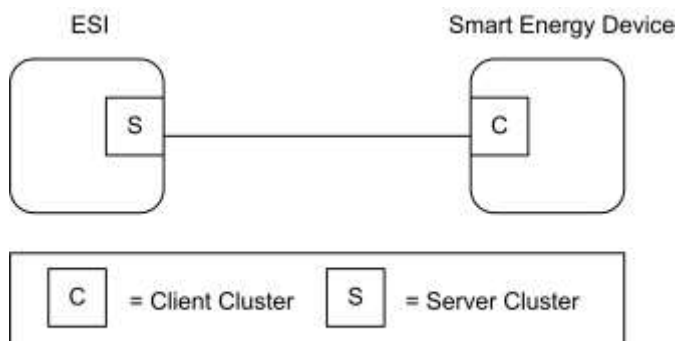 ESI
Smart Energy Device
S
C
C = Client Cluster
S = Server Cluster